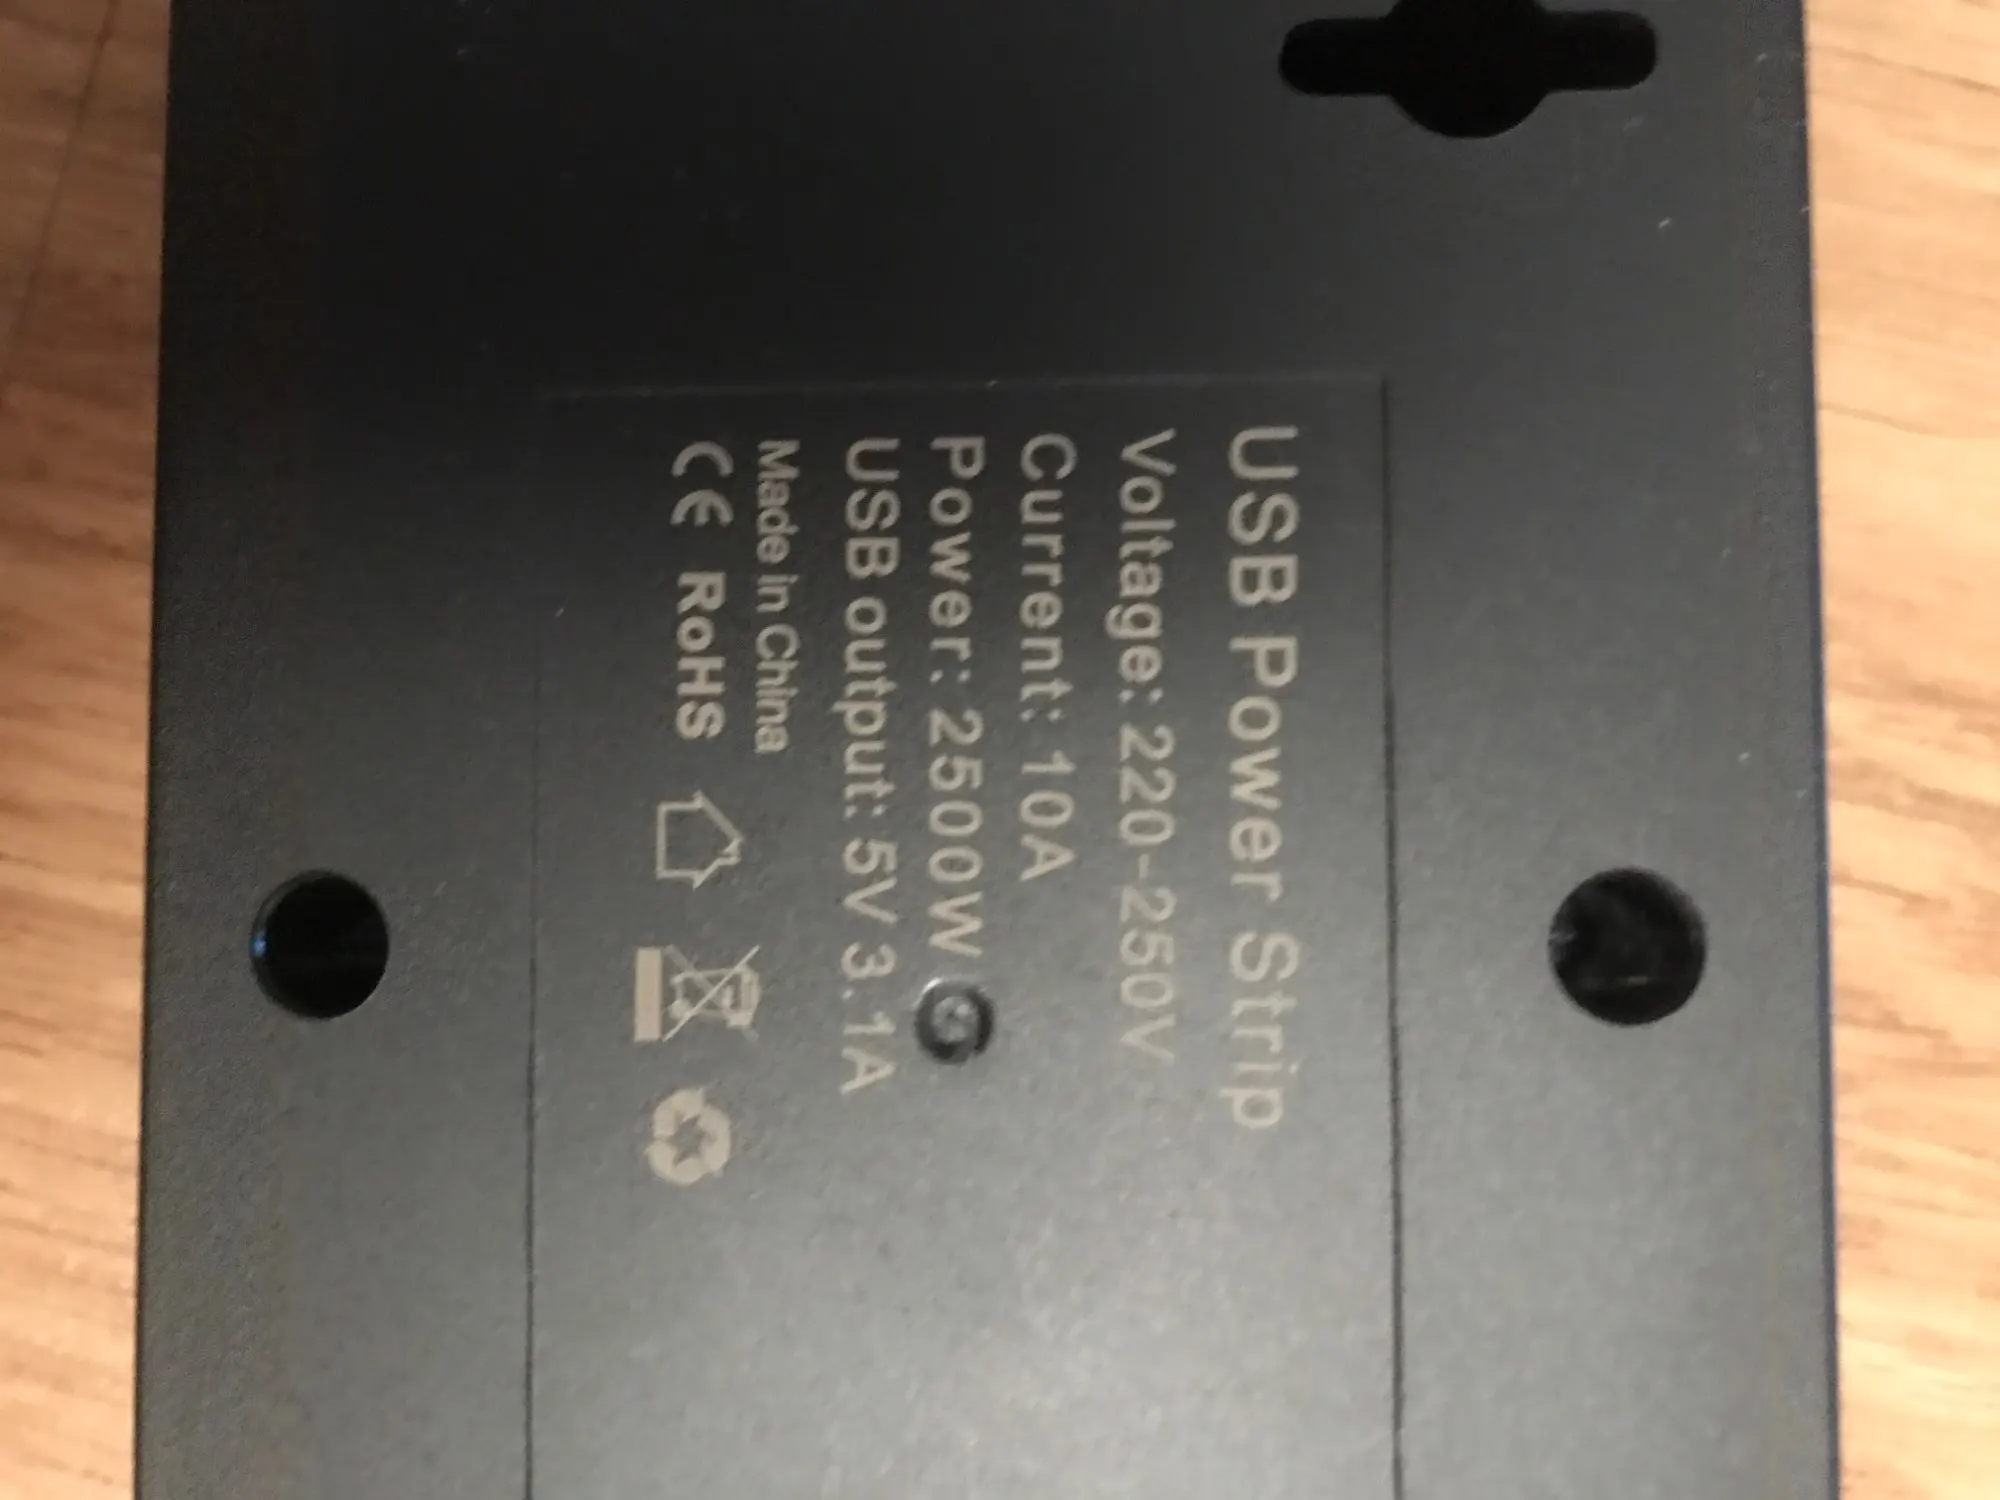 USB Power Strip
Voltage: 220-250V
Current: 10A
Power: 2500W
USB output: 5V 3.1A
Made in China
CE RoHS